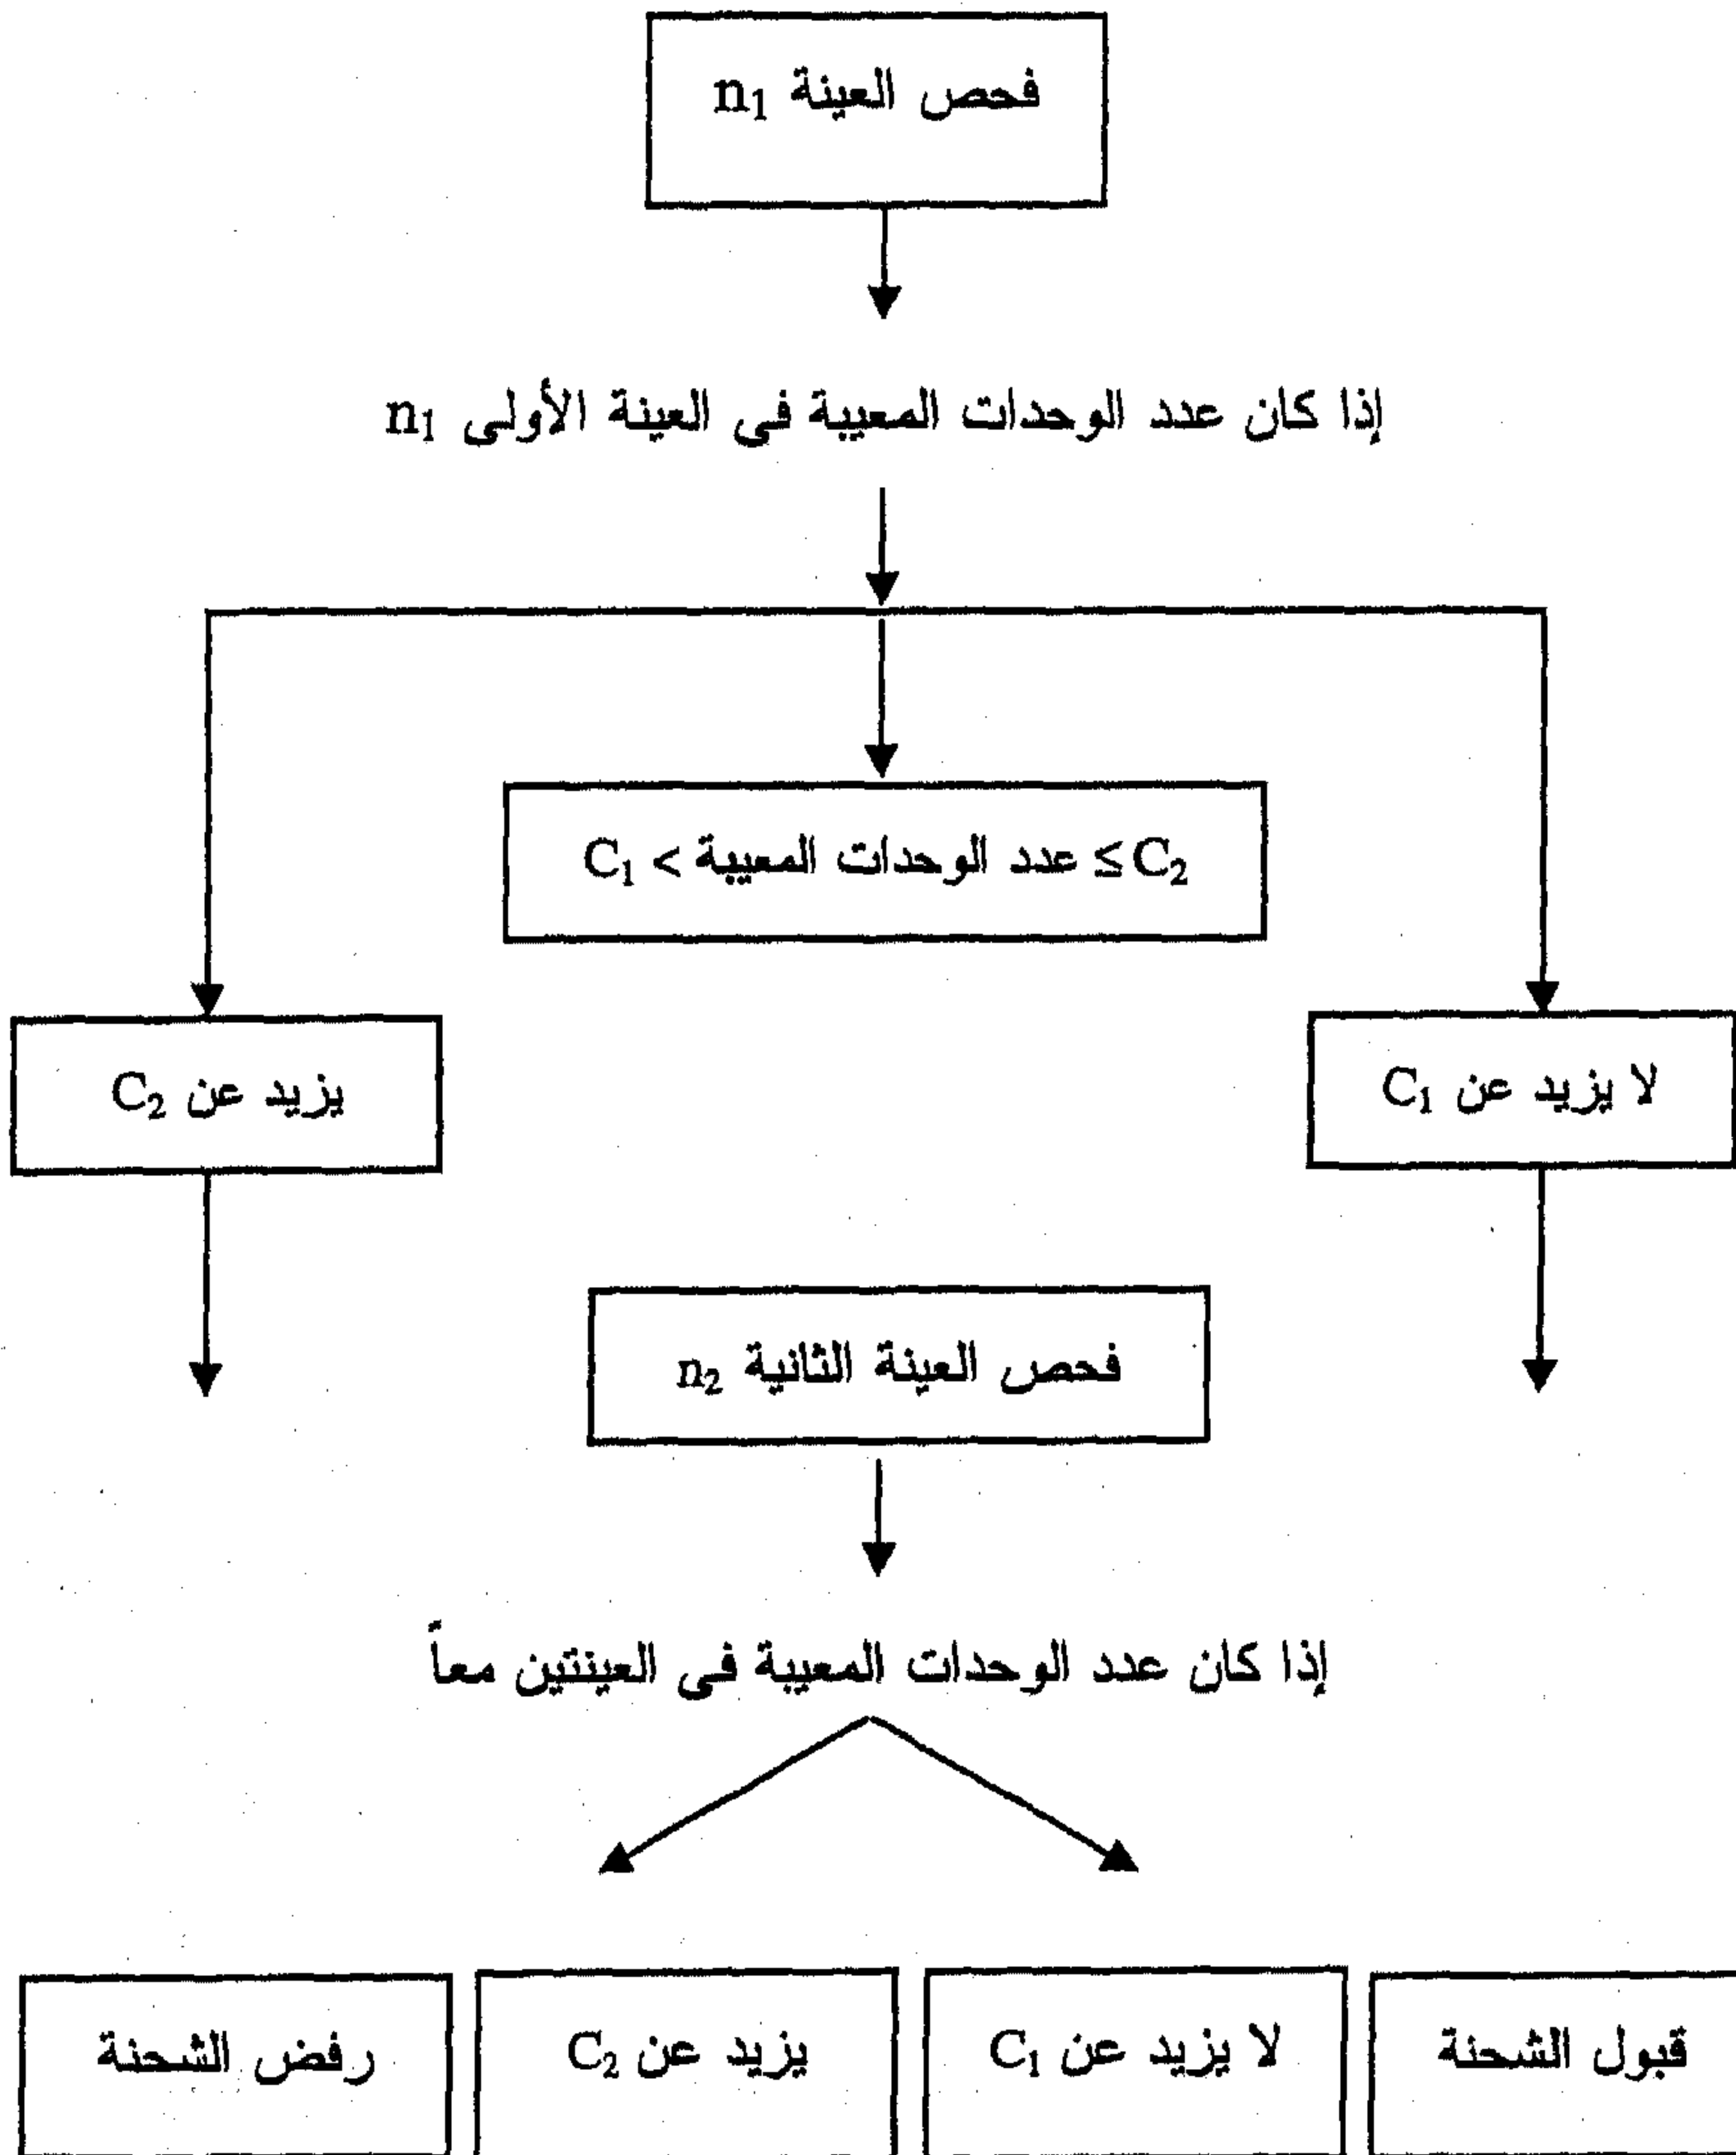 فحص العينة n₁
إذا كان عدد الوحدات المعيبة فى العينة الأولى n₁
C₁ < عدد الوحدات المعيبة ≤ C₂
لا يزيد عن C₁
يزيد عن C₂
فحص العينة الثانية n₂
إذا كان عدد الوحدات المعيبة فى العينتين معاً
قبول الشحنة
لا يزيد عن C₁
يزيد عن C₂
رفض الشحنة